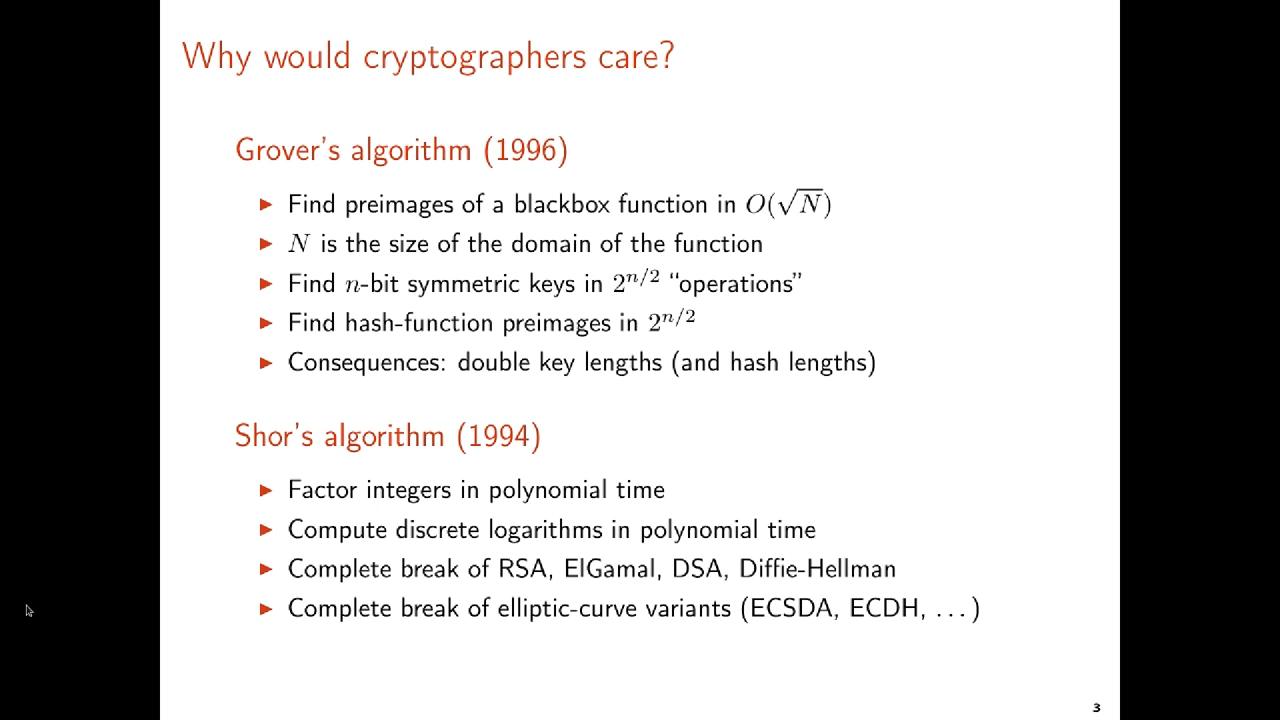 Why would cryptographers care?
Grover's algorithm (1996)
▶ Find preimages of a blackbox function in O(√N)
▶ N is the size of the domain of the function
▶ Find n-bit symmetric keys in 2^{n/2} “operations”
▶ Find hash-function preimages in 2^{n/2}
▶ Consequences: double key lengths (and hash lengths)
Shor's algorithm (1994)
▶ Factor integers in polynomial time
▶ Compute discrete logarithms in polynomial time
▶ Complete break of RSA, ElGamal, DSA, Diffie-Hellman
▶ Complete break of elliptic-curve variants (ECSDA, ECDH, ...)
3